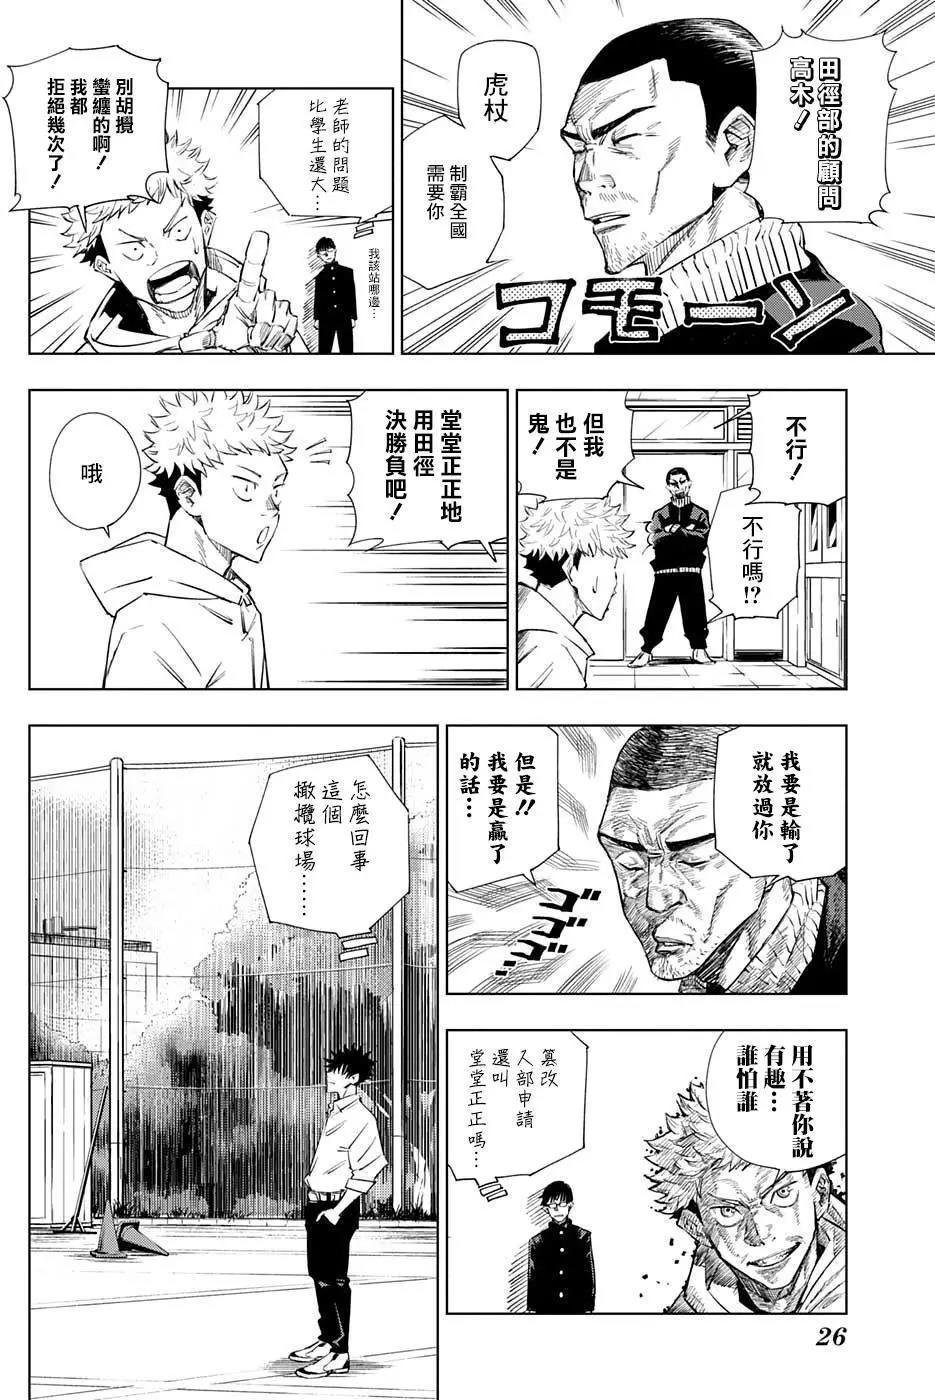 田徑部的顧問
高木！
虎杖
制霸全國
需要你
コモーン
老師的問題
比學生還大…
我該站哪邊…
別胡攪
蠻纏的啊！
我都
拒絕幾次了！
不行！
不行嗎!?
但我
也不是
鬼！
堂堂正正地
用田徑
決勝負吧！
哦
我要是輸了
就放過你
但是!!
我要是贏了
的話…
ゴゴゴゴ
用不著你說
有趣…
誰怕誰
篡改
入部申請
還叫
堂堂正正嗎…
怎麼回事
這個
橄欖球場…
26